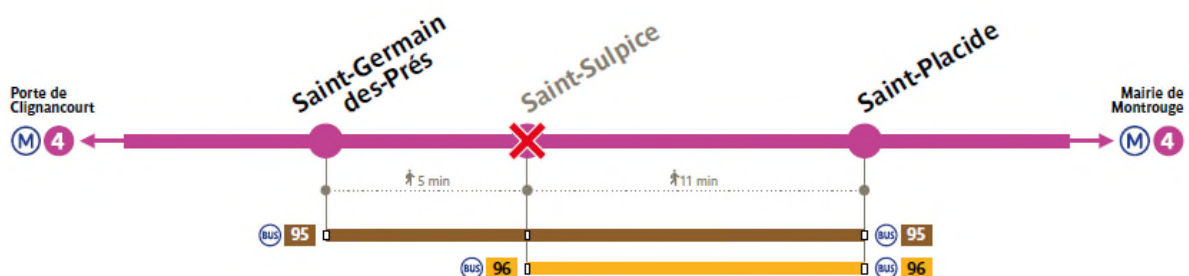 Porte de
Clignancourt
M 4
Saint-Germain
des-Prés
Saint-Sulpice
Saint-Placide
Mairie de
Montrouge
M 4
5 min
11 min
BUS 95
BUS 95
BUS 96
BUS 96